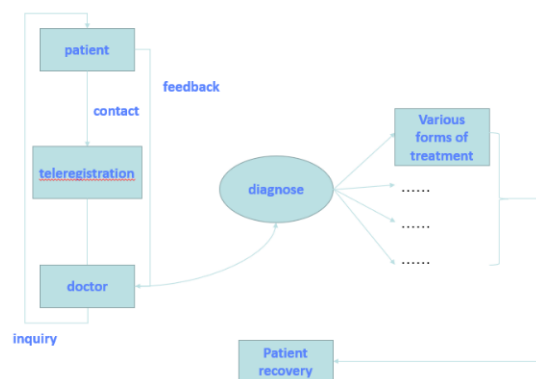 patient
feedback
contact
Various
forms of
treatment
teleregistration
diagnose
......
......
......
doctor
inquiry
Patient
recovery